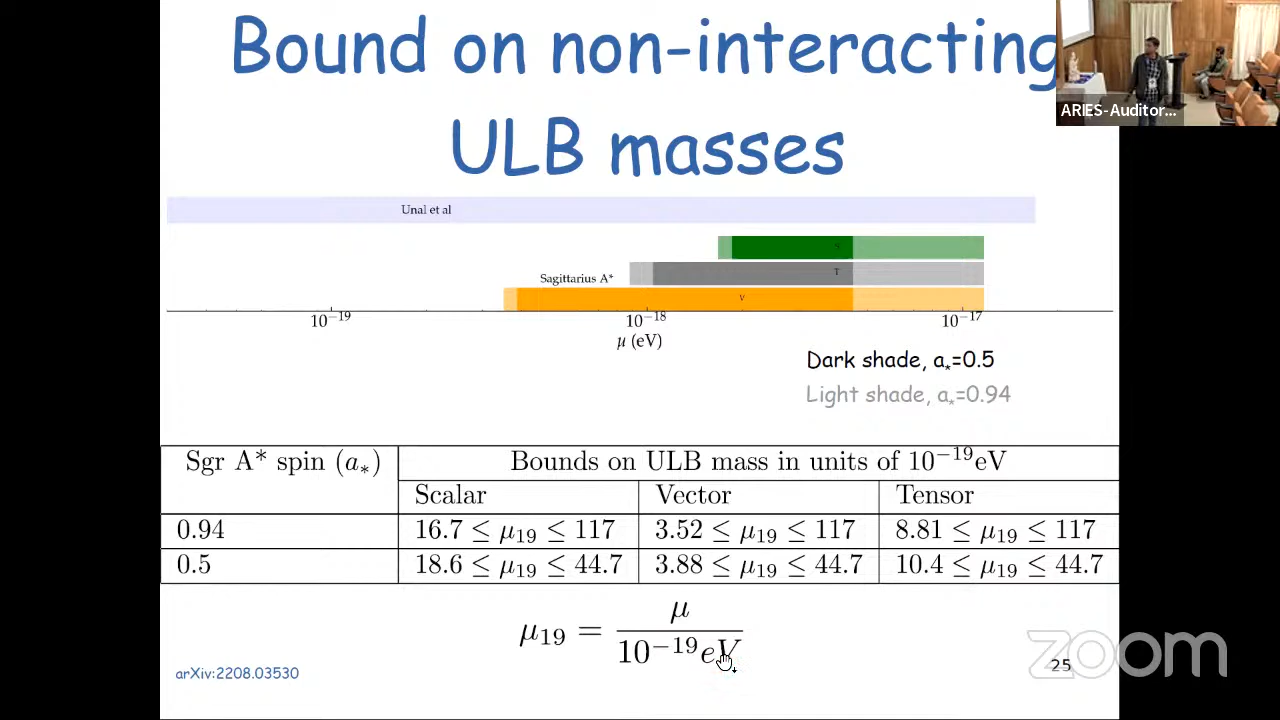 Bound on non-interacting
ULB masses
ARIES-Auditor...
Unal et al
S
T
Sagittarius A*
V
10⁻¹⁹ 10⁻¹⁸ 10⁻¹⁷
μ (eV)
Dark shade, a⁎=0.5
Light shade, a⁎=0.94
Sgr A* spin (a⁎) Bounds on ULB mass in units of 10⁻¹⁹eV
Scalar Vector Tensor
0.94 16.7 ≤ μ₁₉ ≤ 117 3.52 ≤ μ₁₉ ≤ 117 8.81 ≤ μ₁₉ ≤ 117
0.5 18.6 ≤ μ₁₉ ≤ 44.7 3.88 ≤ μ₁₉ ≤ 44.7 10.4 ≤ μ₁₉ ≤ 44.7
μ₁₉ = μ / 10⁻¹⁹eV
arXiv:2208.03530
25
zoom